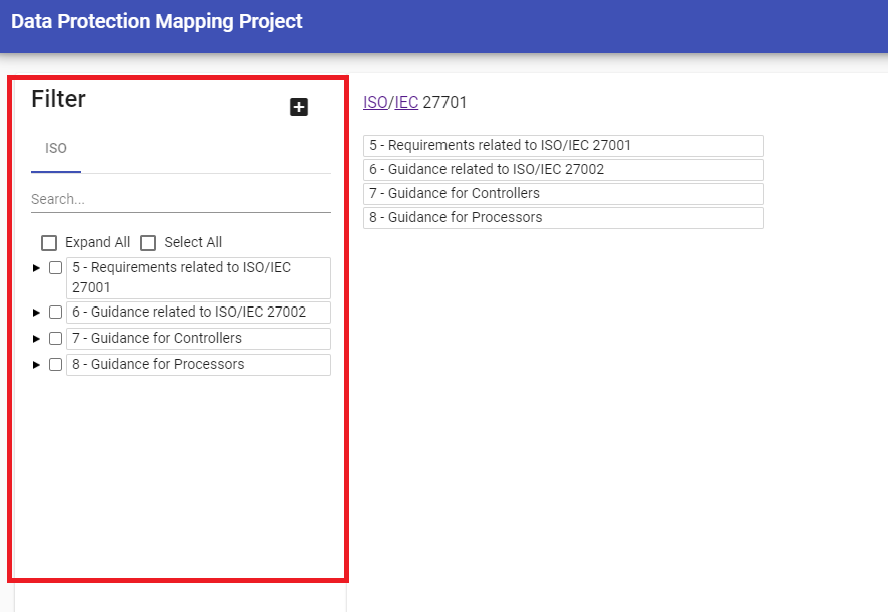 Data Protection Mapping Project
Filter
ISO
Search...
Expand All Select All
5 - Requirements related to ISO/IEC
27001
6 - Guidance related to ISO/IEC 27002
7 - Guidance for Controllers
8 - Guidance for Processors
ISO/IEC 27701
5 - Requirements related to ISO/IEC 27001
6 - Guidance related to ISO/IEC 27002
7 - Guidance for Controllers
8 - Guidance for Processors